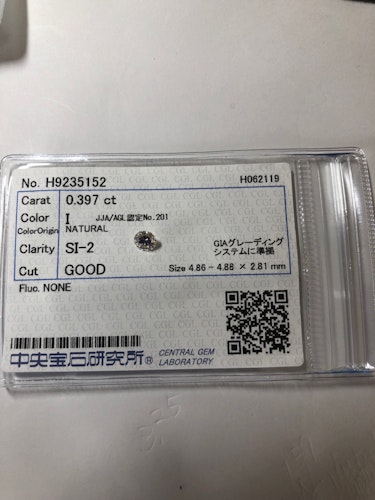 No. H9235152 H062119
Carat 0.397 ct
Color I JJA/AGL認定No.201
ColorOrigin NATURAL
Clarity SI-2 GIAグレーディング
システムに準拠
Cut GOOD Size 4.86 - 4.88 × 2.81 mm
Fluo. NONE
中央宝石研究所® CENTRAL GEM
LABORATORY